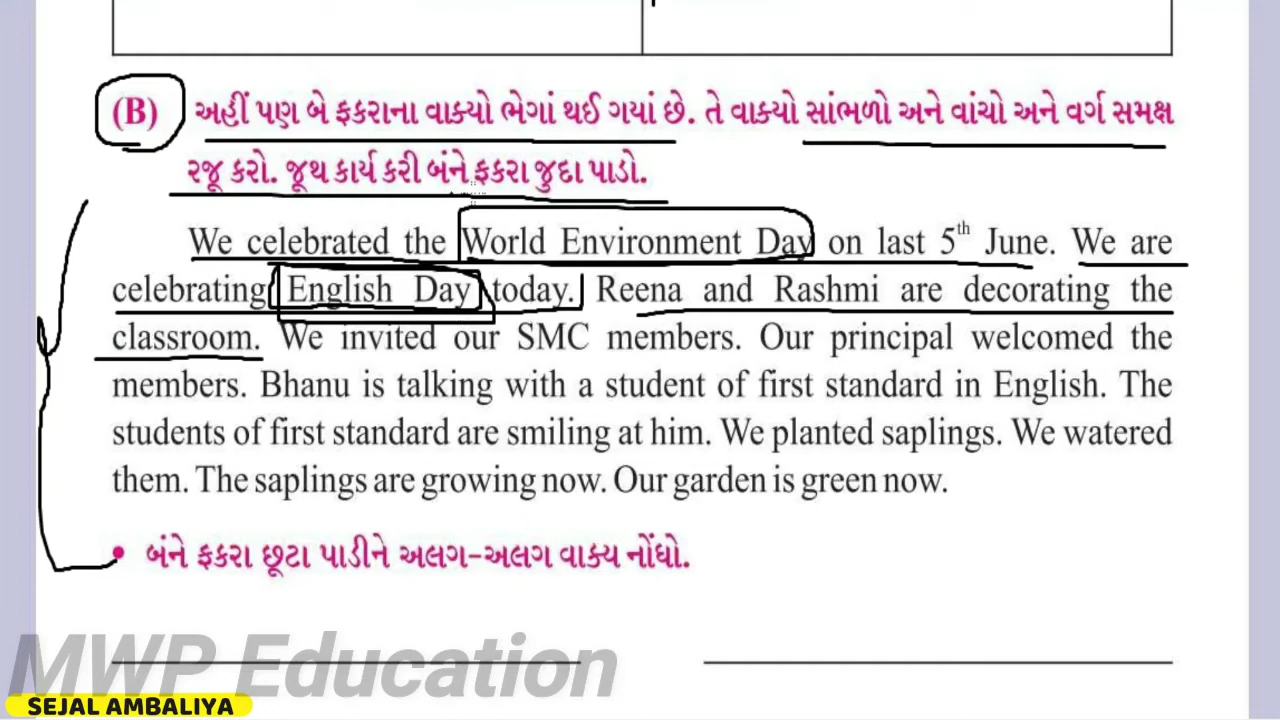 (B) અહીં પણ બે ફકરાના વાક્યો ભેગાં થઈ ગયાં છે. તે વાક્યો સાંભળો અને વાંચો અને વર્ગ સમક્ષ
રજૂ કરો. જૂથ કાર્ય કરી બંને ફકરા જુદા પાડો.
We celebrated the World Environment Day on last 5th June. We are
celebrating English Day today. Reena and Rashmi are decorating the
classroom. We invited our SMC members. Our principal welcomed the
members. Bhanu is talking with a student of first standard in English. The
students of first standard are smiling at him. We planted saplings. We watered
them. The saplings are growing now. Our garden is green now.
• બંને ફકરા છૂટા પાડીને અલગ-અલગ વાક્ય નોંધો.
MWP Education
SEJAL AMBALIYA